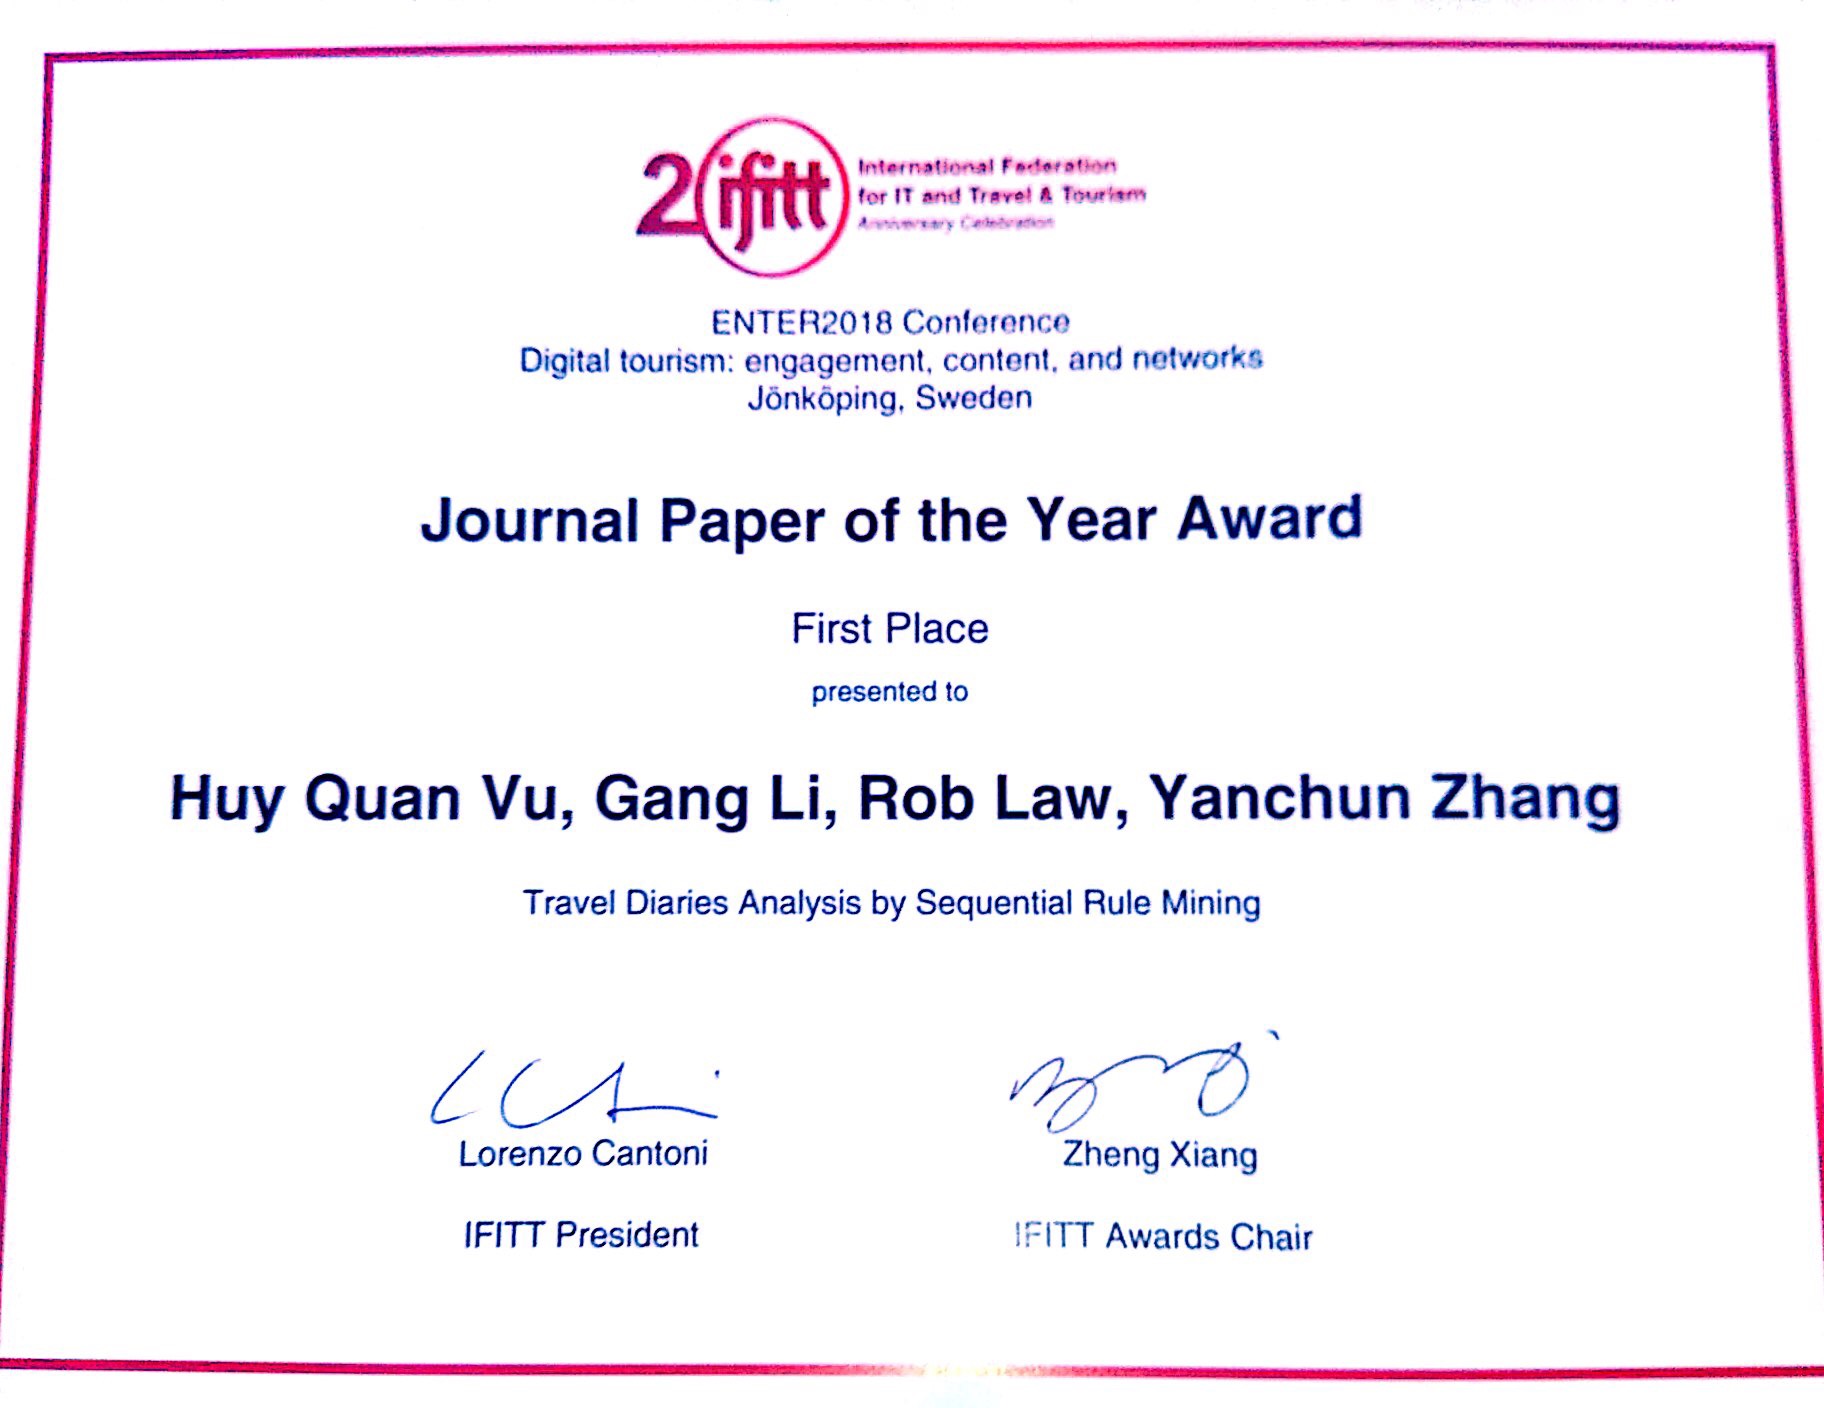 2 ifitt
International Federation
for IT and Travel & Tourism
Anniversary Celebration
ENTER2018 Conference
Digital tourism: engagement, content, and networks
Jönköping, Sweden
Journal Paper of the Year Award
First Place
presented to
Huy Quan Vu, Gang Li, Rob Law, Yanchun Zhang
Travel Diaries Analysis by Sequential Rule Mining
Lorenzo Cantoni
Zheng Xiang
IFITT President
IFITT Awards Chair